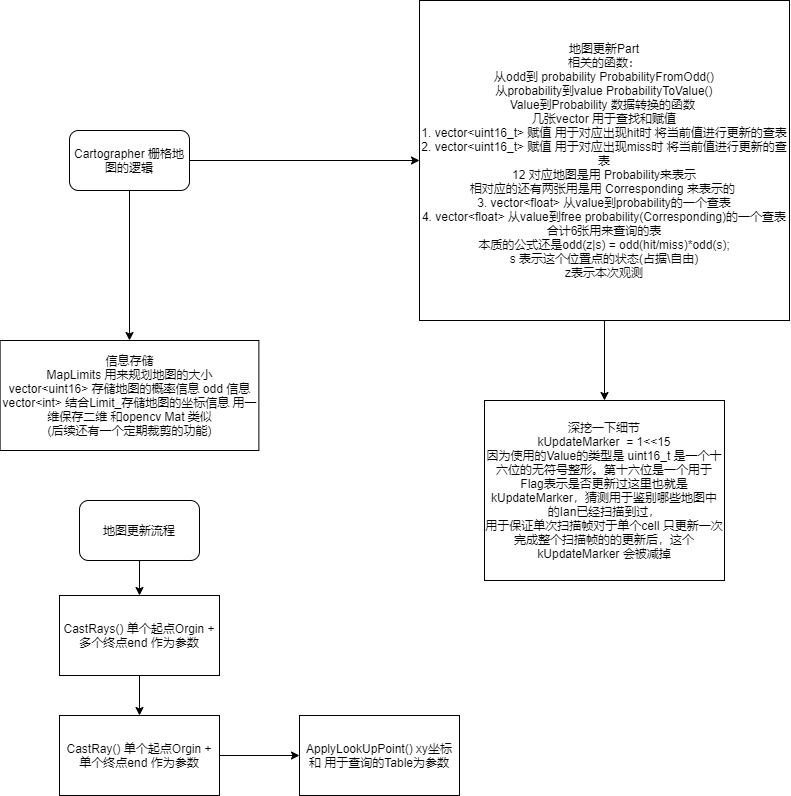 地图更新Part
相关的函数：
从odd到 probability ProbabilityFromOdd()
从probability到value ProbabilityToValue()
Value到Probability 数据转换的函数
几张vector 用于查找和赋值
1. vector<uint16_t> 赋值 用于对应出现hit时 将当前值进行更新的查表
2. vector<uint16_t> 赋值 用于对应出现miss时 将当前值进行更新的查
表
12 对应地图是用 Probability来表示
相对应的还有两张用是用 Corresponding 来表示的
3. vector<float> 从value到probability的一个查表
4. vector<float> 从value到free probability(Corresponding)的一个查表
合计6张用来查询的表
本质的公式还是odd(z|s) = odd(hit/miss)*odd(s);
s 表示这个位置点的状态(占据\自由)
z表示本次观测
Cartographer 栅格地
图的逻辑
信息存储
MapLimits 用来规划地图的大小
vector<uint16> 存储地图的概率信息 odd 信息
vector<int> 结合Limit_存储地图的坐标信息 用一
维保存二维 和opencv Mat 类似
(后续还有一个定期裁剪的功能)
深挖一下细节
kUpdateMarker = 1<<15
因为使用的Value的类型是 uint16_t 是一个十
六位的无符号整形。第十六位是一个用于
Flag表示是否更新过这里也就是
kUpdateMarker，猜测用于鉴别哪些地图中
的lan已经扫描到过，
用于保证单次扫描帧对于单个cell 只更新一次
完成整个扫描帧的的更新后，这个
kUpdateMarker 会被减掉
地图更新流程
CastRays() 单个起点Orgin +
多个终点end 作为参数
CastRay() 单个起点Orgin +
单个终点end 作为参数
ApplyLookUpPoint() xy坐标
和 用于查询的Table为参数